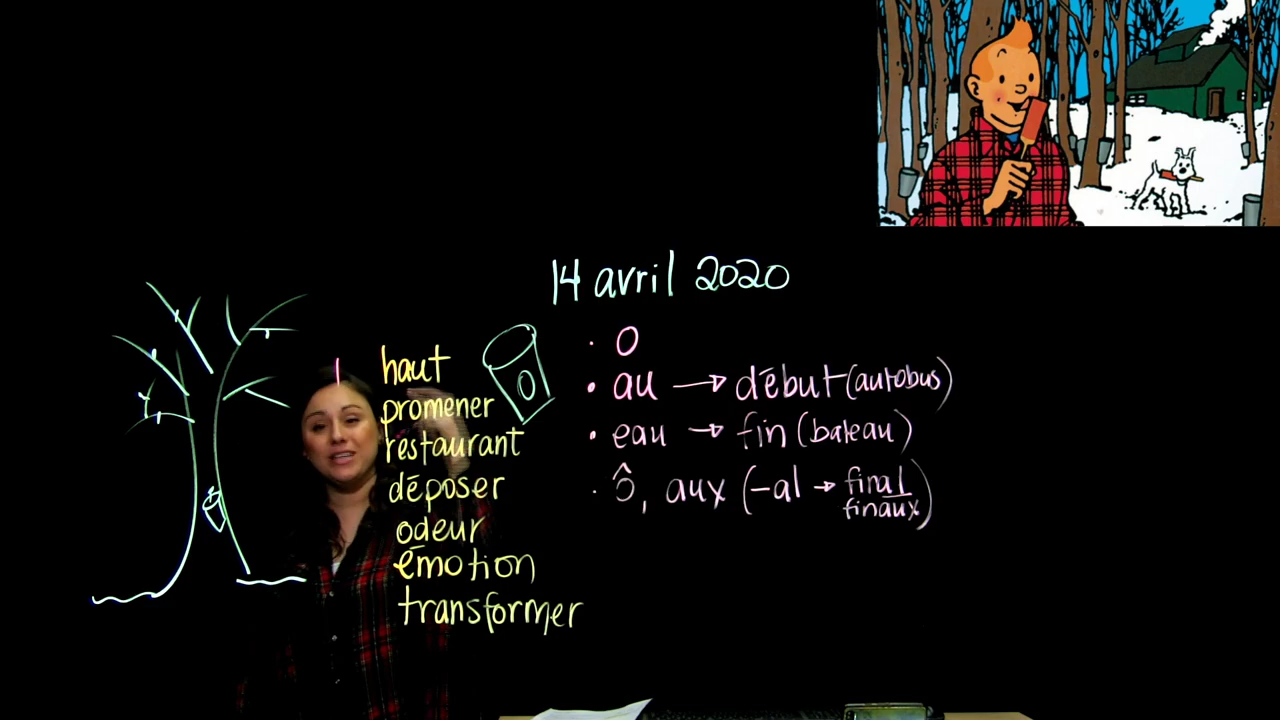 14 avril 2020
haut
promener
restaurant
déposer
odeur
émotion
transformer
O
· o
· au → début (autobus)
· eau → fin (bateau)
· ô, aux (-al → final
finaux)